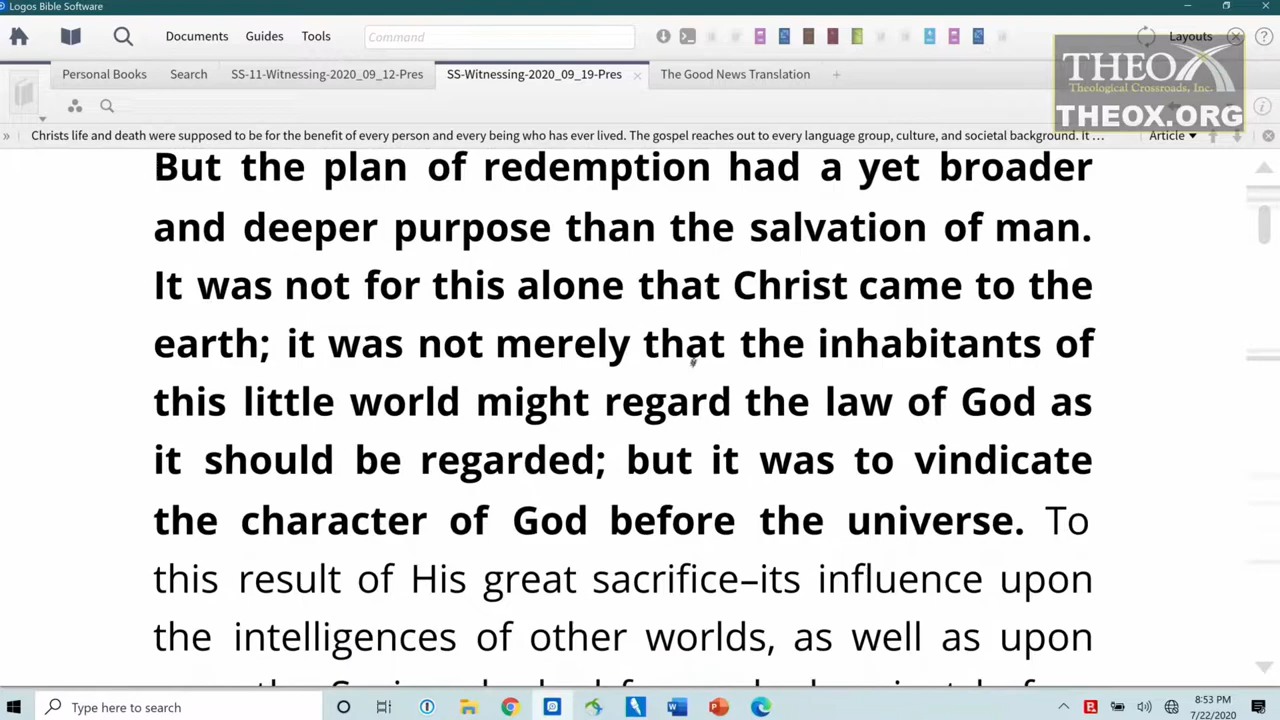 Logos Bible Software
Documents Guides Tools Command Layouts
Personal Books Search SS-11-Witnessing-2020_09_12-Pres SS-Witnessing-2020_09_19-Pres The Good News Translation
THEOX
Theological Crossroads, Inc.
THEOX.ORG
Christs life and death were supposed to be for the benefit of every person and every being who has ever lived. The gospel reaches out to every language group, culture, and societal background. It ... Article
But the plan of redemption had a yet broader
and deeper purpose than the salvation of man.
It was not for this alone that Christ came to the
earth; it was not merely that the inhabitants of
this little world might regard the law of God as
it should be regarded; but it was to vindicate
the character of God before the universe. To
this result of His great sacrifice–its influence upon
the intelligences of other worlds, as well as upon
Type here to search
8:53 PM
7/22/2020